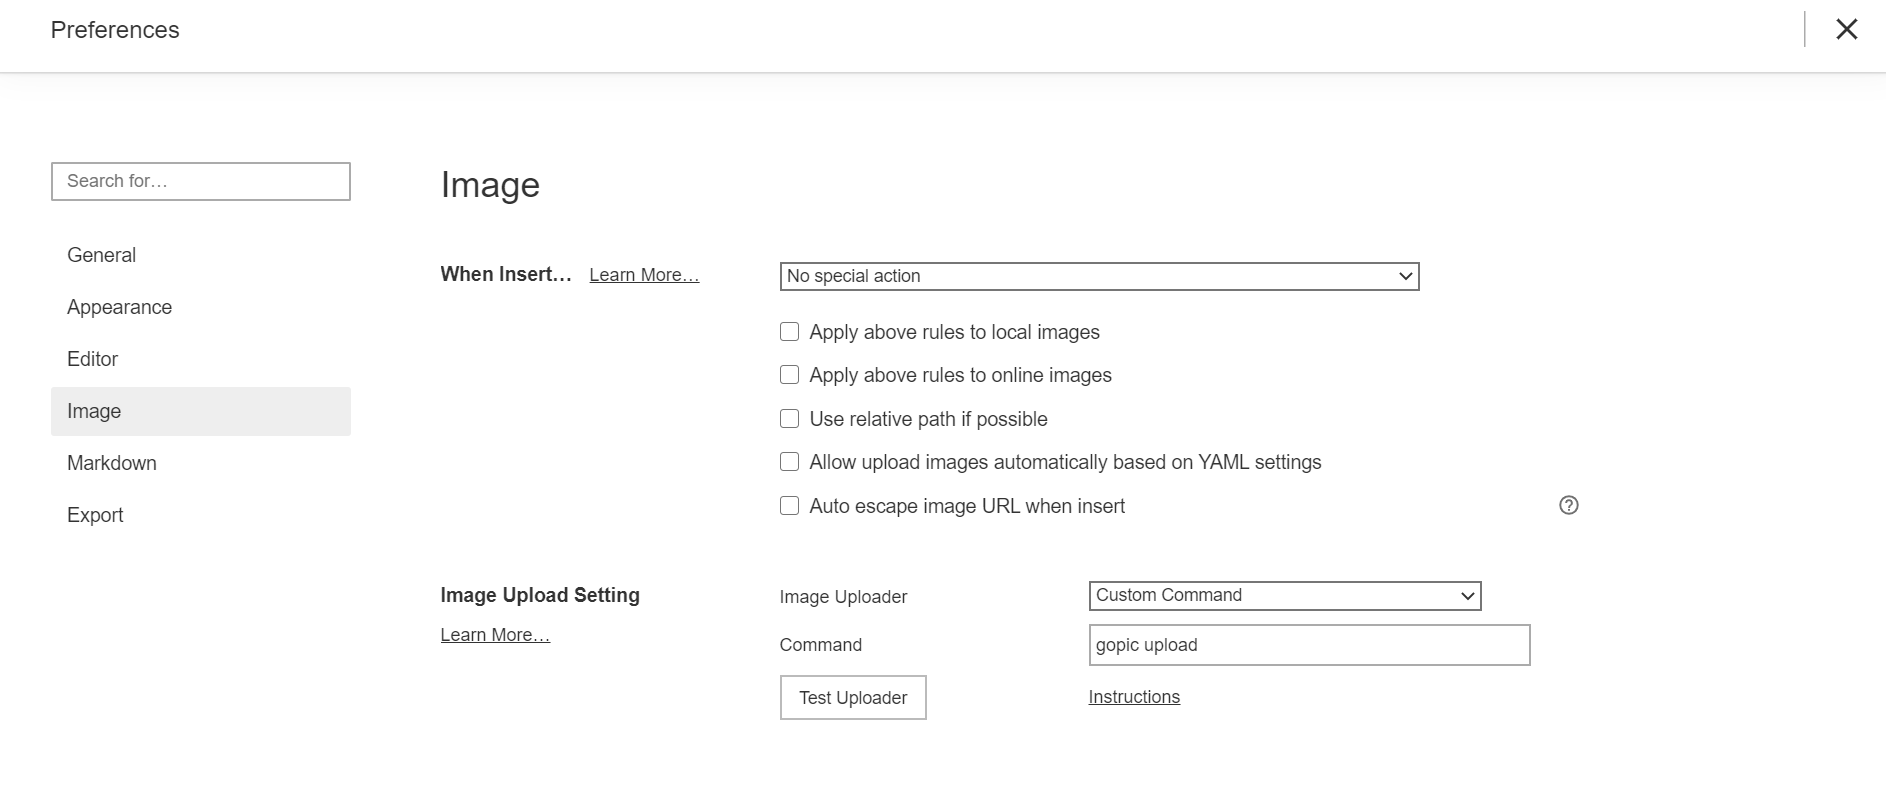 Preferences
Search for…
General
Appearance
Editor
Image
Markdown
Export
Image
When Insert… Learn More…
No special action
Apply above rules to local images
Apply above rules to online images
Use relative path if possible
Allow upload images automatically based on YAML settings
Auto escape image URL when insert
Image Upload Setting
Learn More…
Image Uploader
Custom Command
Command
gopic upload
Test Uploader
Instructions